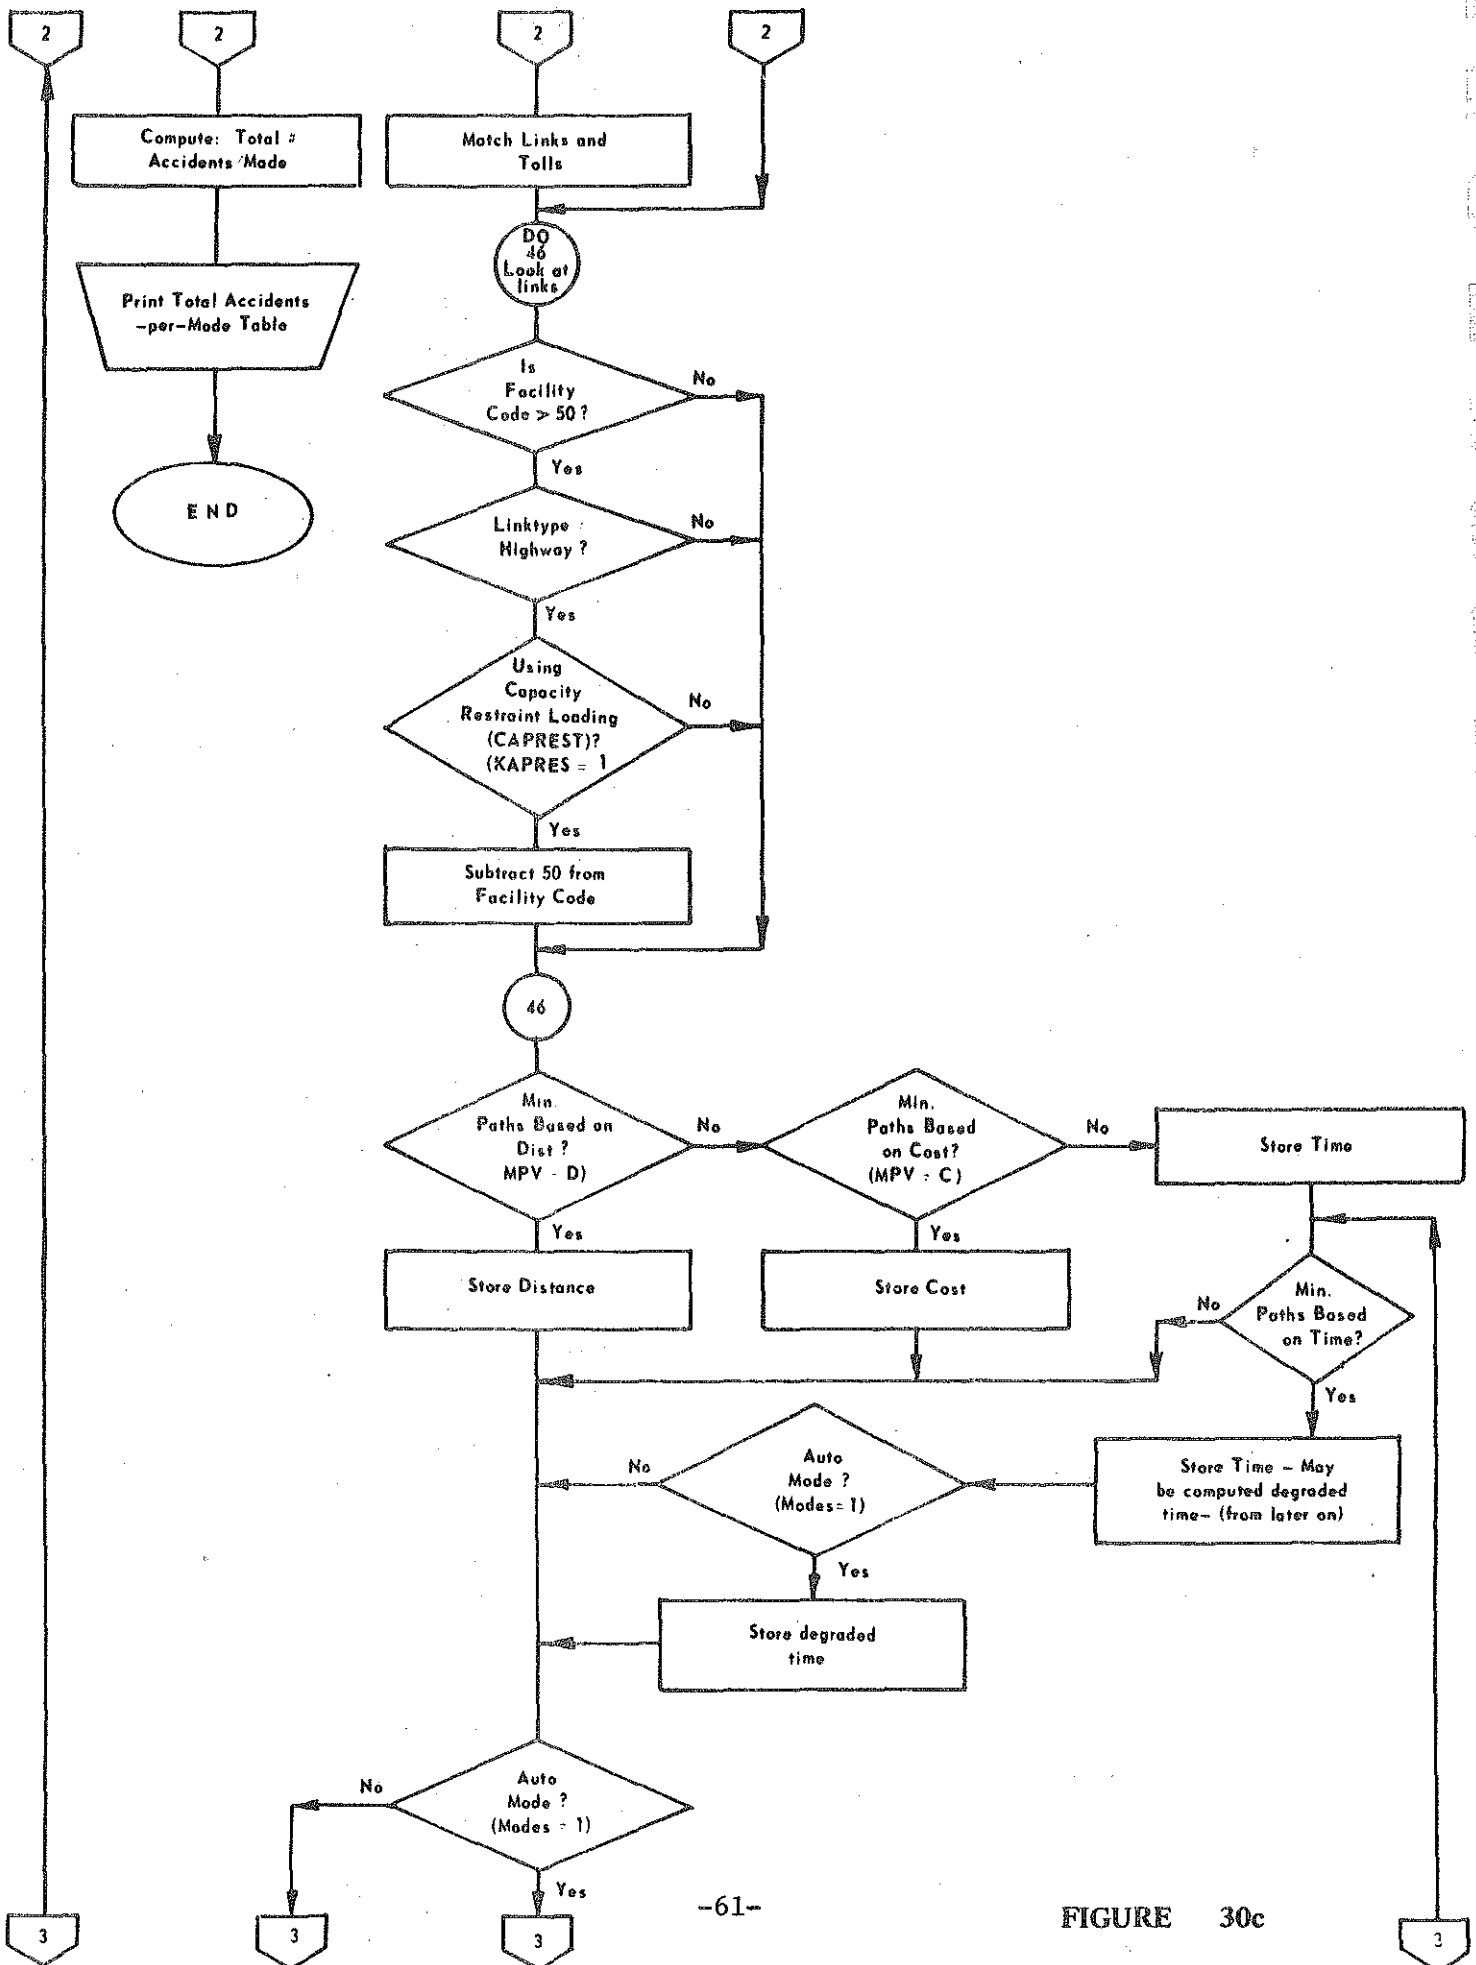 2
2
2
2
Compute: Total #
Accidents Made
Match Links and
Tolls
DO
46
Look at
links
Print Total Accidents
-per-Mode Table
END
Is
Facility
Code > 50?
No
Yes
Linktype =
Highway?
No
Yes
Using
Capacity
Restraint Loading
(CAPREST)?
(KAPRES = 1
No
Yes
Subtract 50 from
Facility Code
46
Min.
Paths Based on
Dist?
MPV - D)
No
Yes
Min.
Paths Based
on Cost?
(MPV = C)
No
Yes
Store Time
Store Distance
Store Cost
Min.
Paths Based
on Time?
No
Yes
Store Time - May
be computed degraded
time- (from later on)
Auto
Mode?
(Modes=1)
No
Yes
Store degraded
time
Auto
Mode?
(Modes = 1)
No
Yes
3
3
3
3
-61-
FIGURE 30c